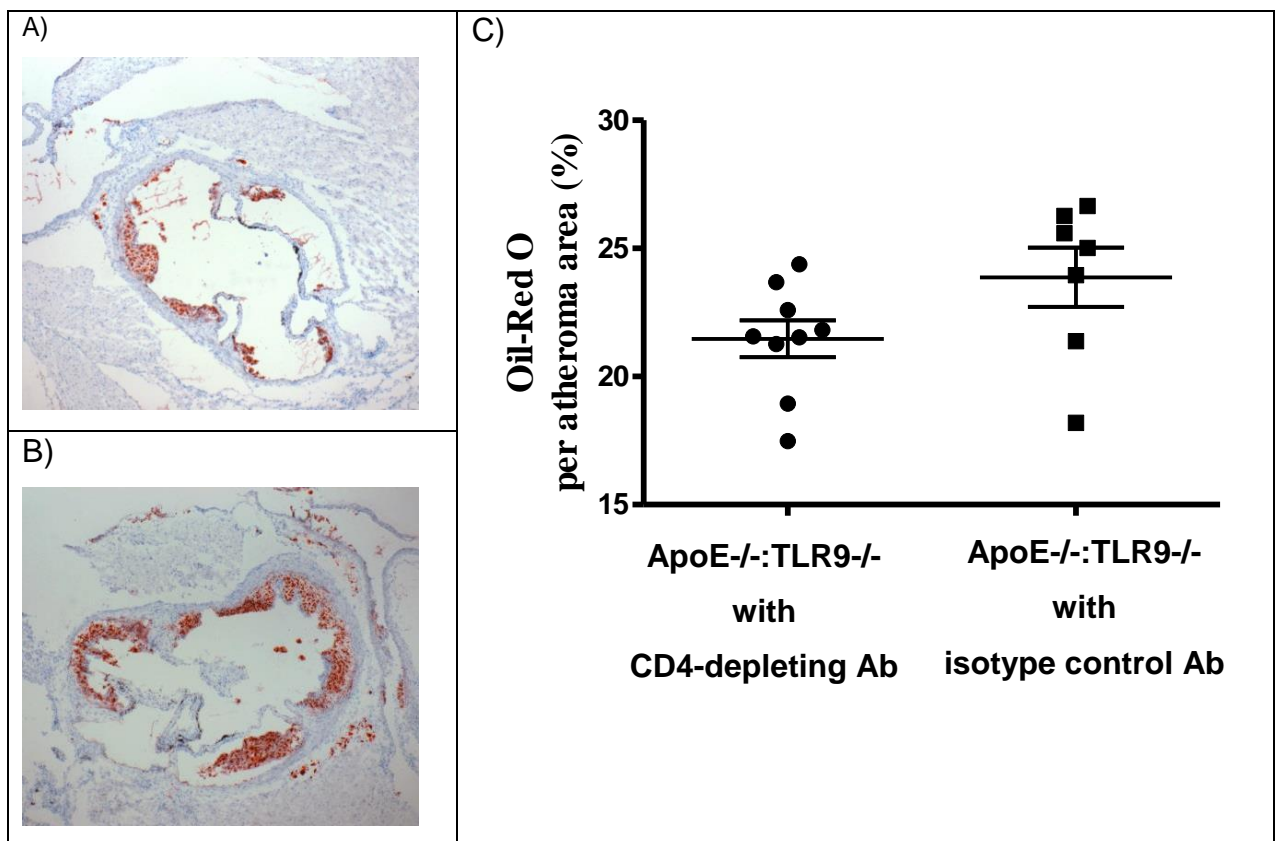 A)
B)
C)
Oil-Red O
per atheroma area (%)
30
25
20
15
ApoE-/-:TLR9-/-
with
CD4-depleting Ab
ApoE-/-:TLR9-/-
with
isotype control Ab